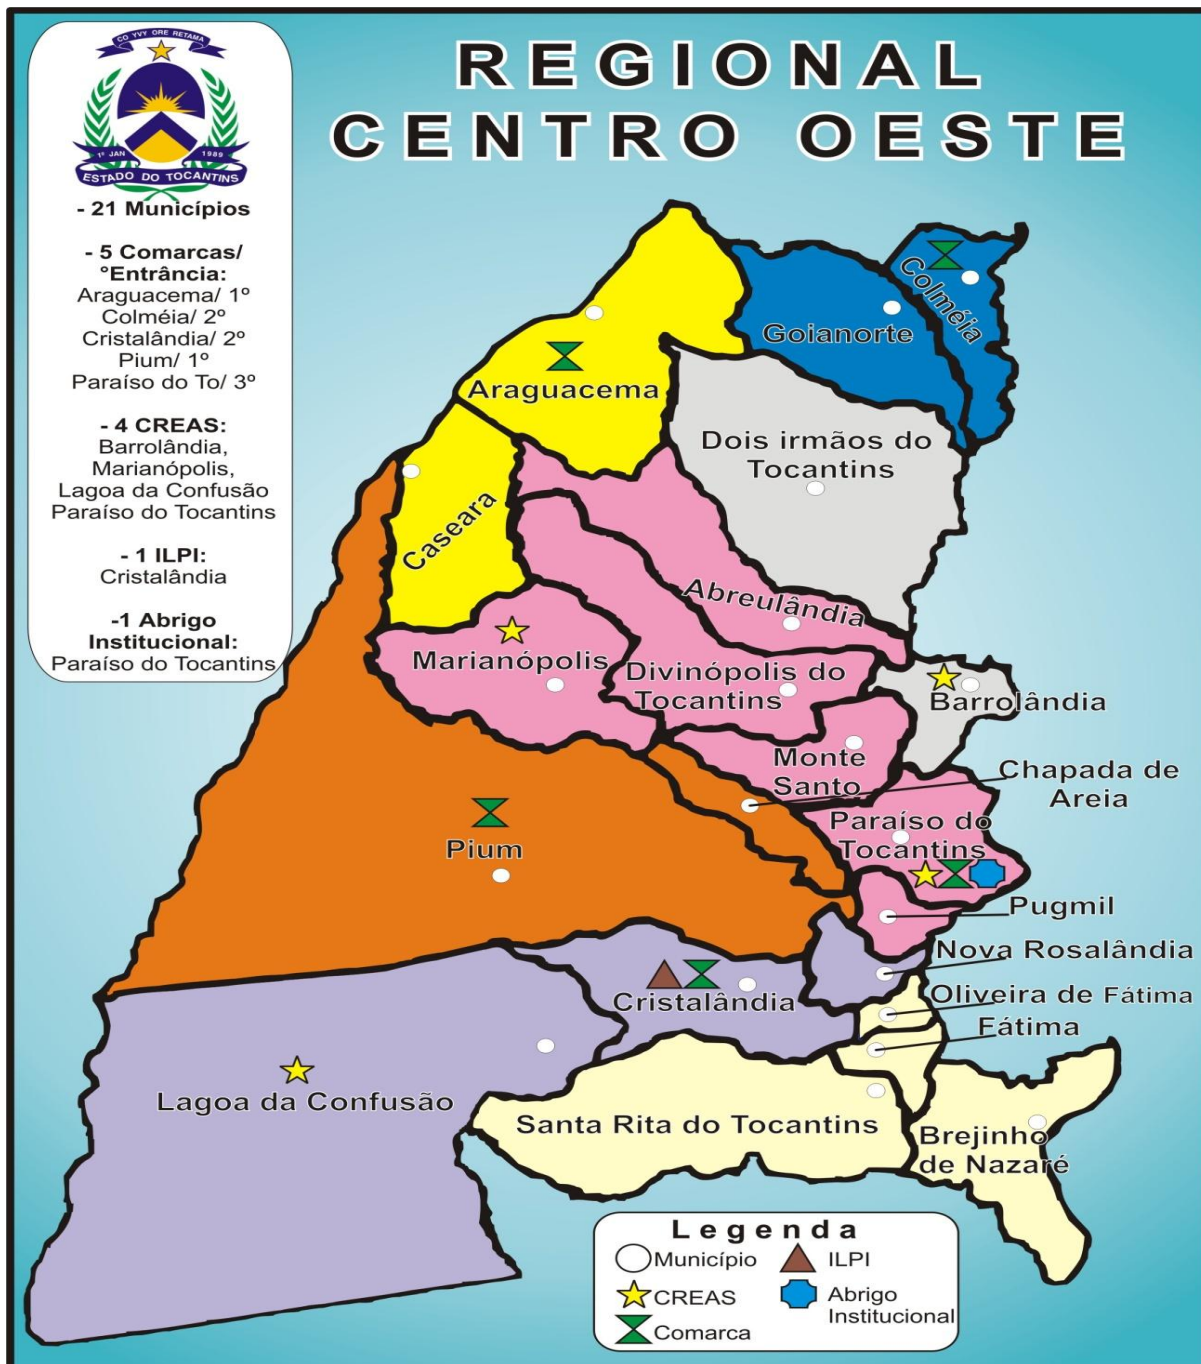 CO YVY ORE RETAMA
1º JAN 1989
ESTADO DO TOCANTINS
- 21 Municípios
- 5 Comarcas/
°Entrância:
Araguacema/ 1º
Colméia/ 2º
Cristalândia/ 2º
Pium/ 1º
Paraíso do To/ 3º
- 4 CREAS:
Barrolândia,
Marianópolis,
Lagoa da Confusão
Paraíso do Tocantins
- 1 ILPI:
Cristalândia
-1 Abrigo
Institucional:
Paraíso do Tocantins
REGIONAL
CENTRO OESTE
Colméia
Goianorte
Araguacema
Dois irmãos do
Tocantins
Caseara
Abreulândia
Marianópolis
Divinópolis do
Tocantins
Barrolândia
Monte
Santo
Chapada de
Areia
Paraíso do
Tocantins
Pium
Pugmil
Nova Rosalândia
Cristalândia
Oliveira de Fátima
Fátima
Lagoa da Confusão
Santa Rita do Tocantins
Brejinho
de Nazaré
Legenda
Município
ILPI
CREAS
Abrigo
Institucional
Comarca